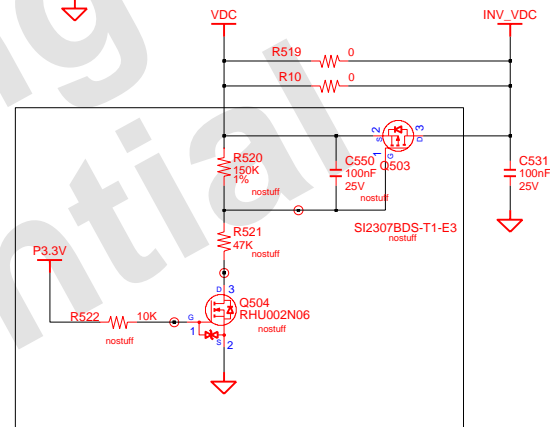 VDC
INV_VDC
R519 0
R10 0
2 S D 3
1 G
Q503
nostuff
SI2307BDS-T1-E3
nostuff
R520
150K
1%
nostuff
C550
100nF
25V
C531
100nF
25V
R521
47K
nostuff
P3.3V
D 3
Q504
RHU002N06
nostuff
R522 10K
nostuff
G
1
S 2